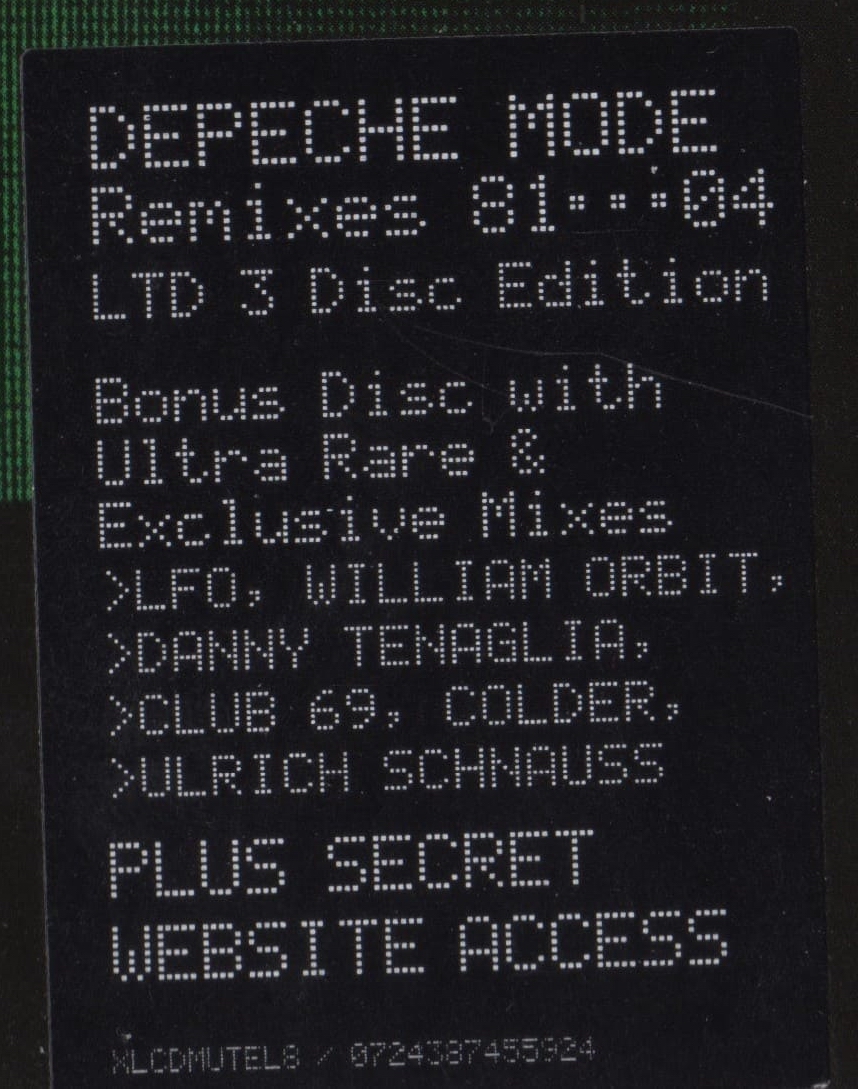 DEPECHE MODE
Remixes 81···04
LTD 3 Disc Edition
Bonus Disc with
Ultra Rare &
Exclusive Mixes
>LFO, WILLIAM ORBIT,
>DANNY TENAGLIA,
>CLUB 69, COLDER,
>ULRICH SCHNAUSS
PLUS SECRET
WEBSITE ACCESS
XLCDMUTEL8 / 0724387455924